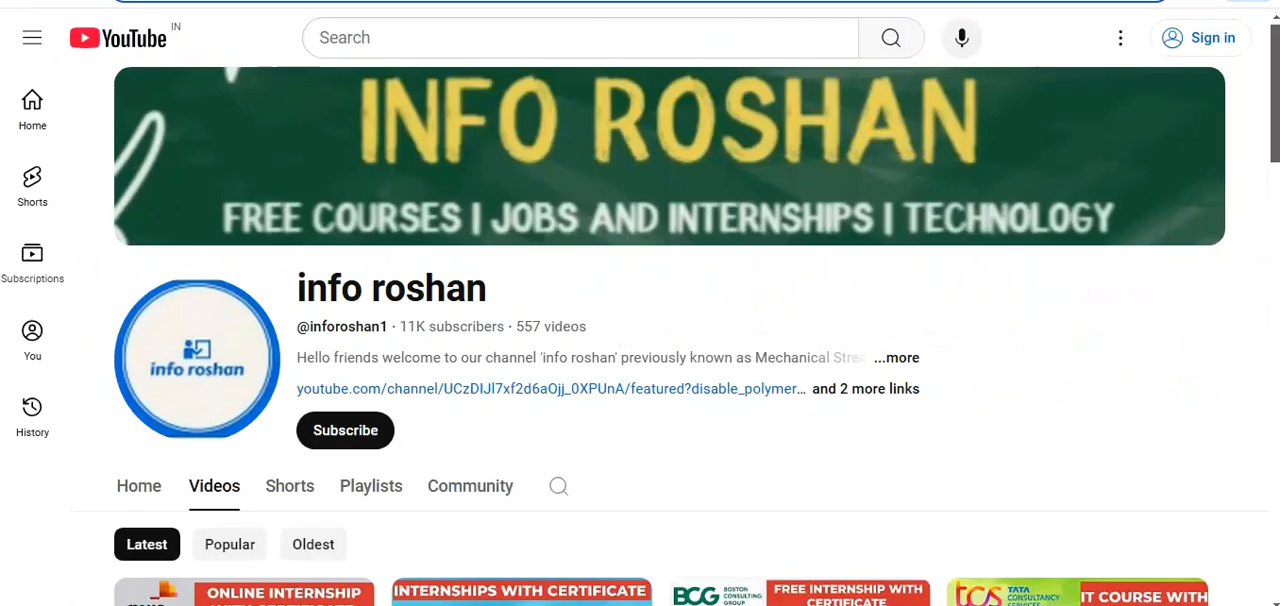 YouTube IN
Search
Sign in
Home
Shorts
Subscriptions
You
History
INFO ROSHAN
FREE COURSES | JOBS AND INTERNSHIPS | TECHNOLOGY
info roshan
info roshan
@inforoshan1 · 11K subscribers · 557 videos
Hello friends welcome to our channel 'info roshan' previously known as Mechanical Stree ...more
youtube.com/channel/UCzDIJl7xf2d6aOjj_0XPUnA/featured?disable_polymer... and 2 more links
Subscribe
Home Videos Shorts Playlists Community
Latest Popular Oldest
ONLINE INTERNSHIP
INTERNSHIPS WITH CERTIFICATE
BCG BOSTON CONSULTING GROUP
FREE INTERNSHIP WITH
CERTIFICATE
tcs TATA CONSULTANCY SERVICES
IT COURSE WITH